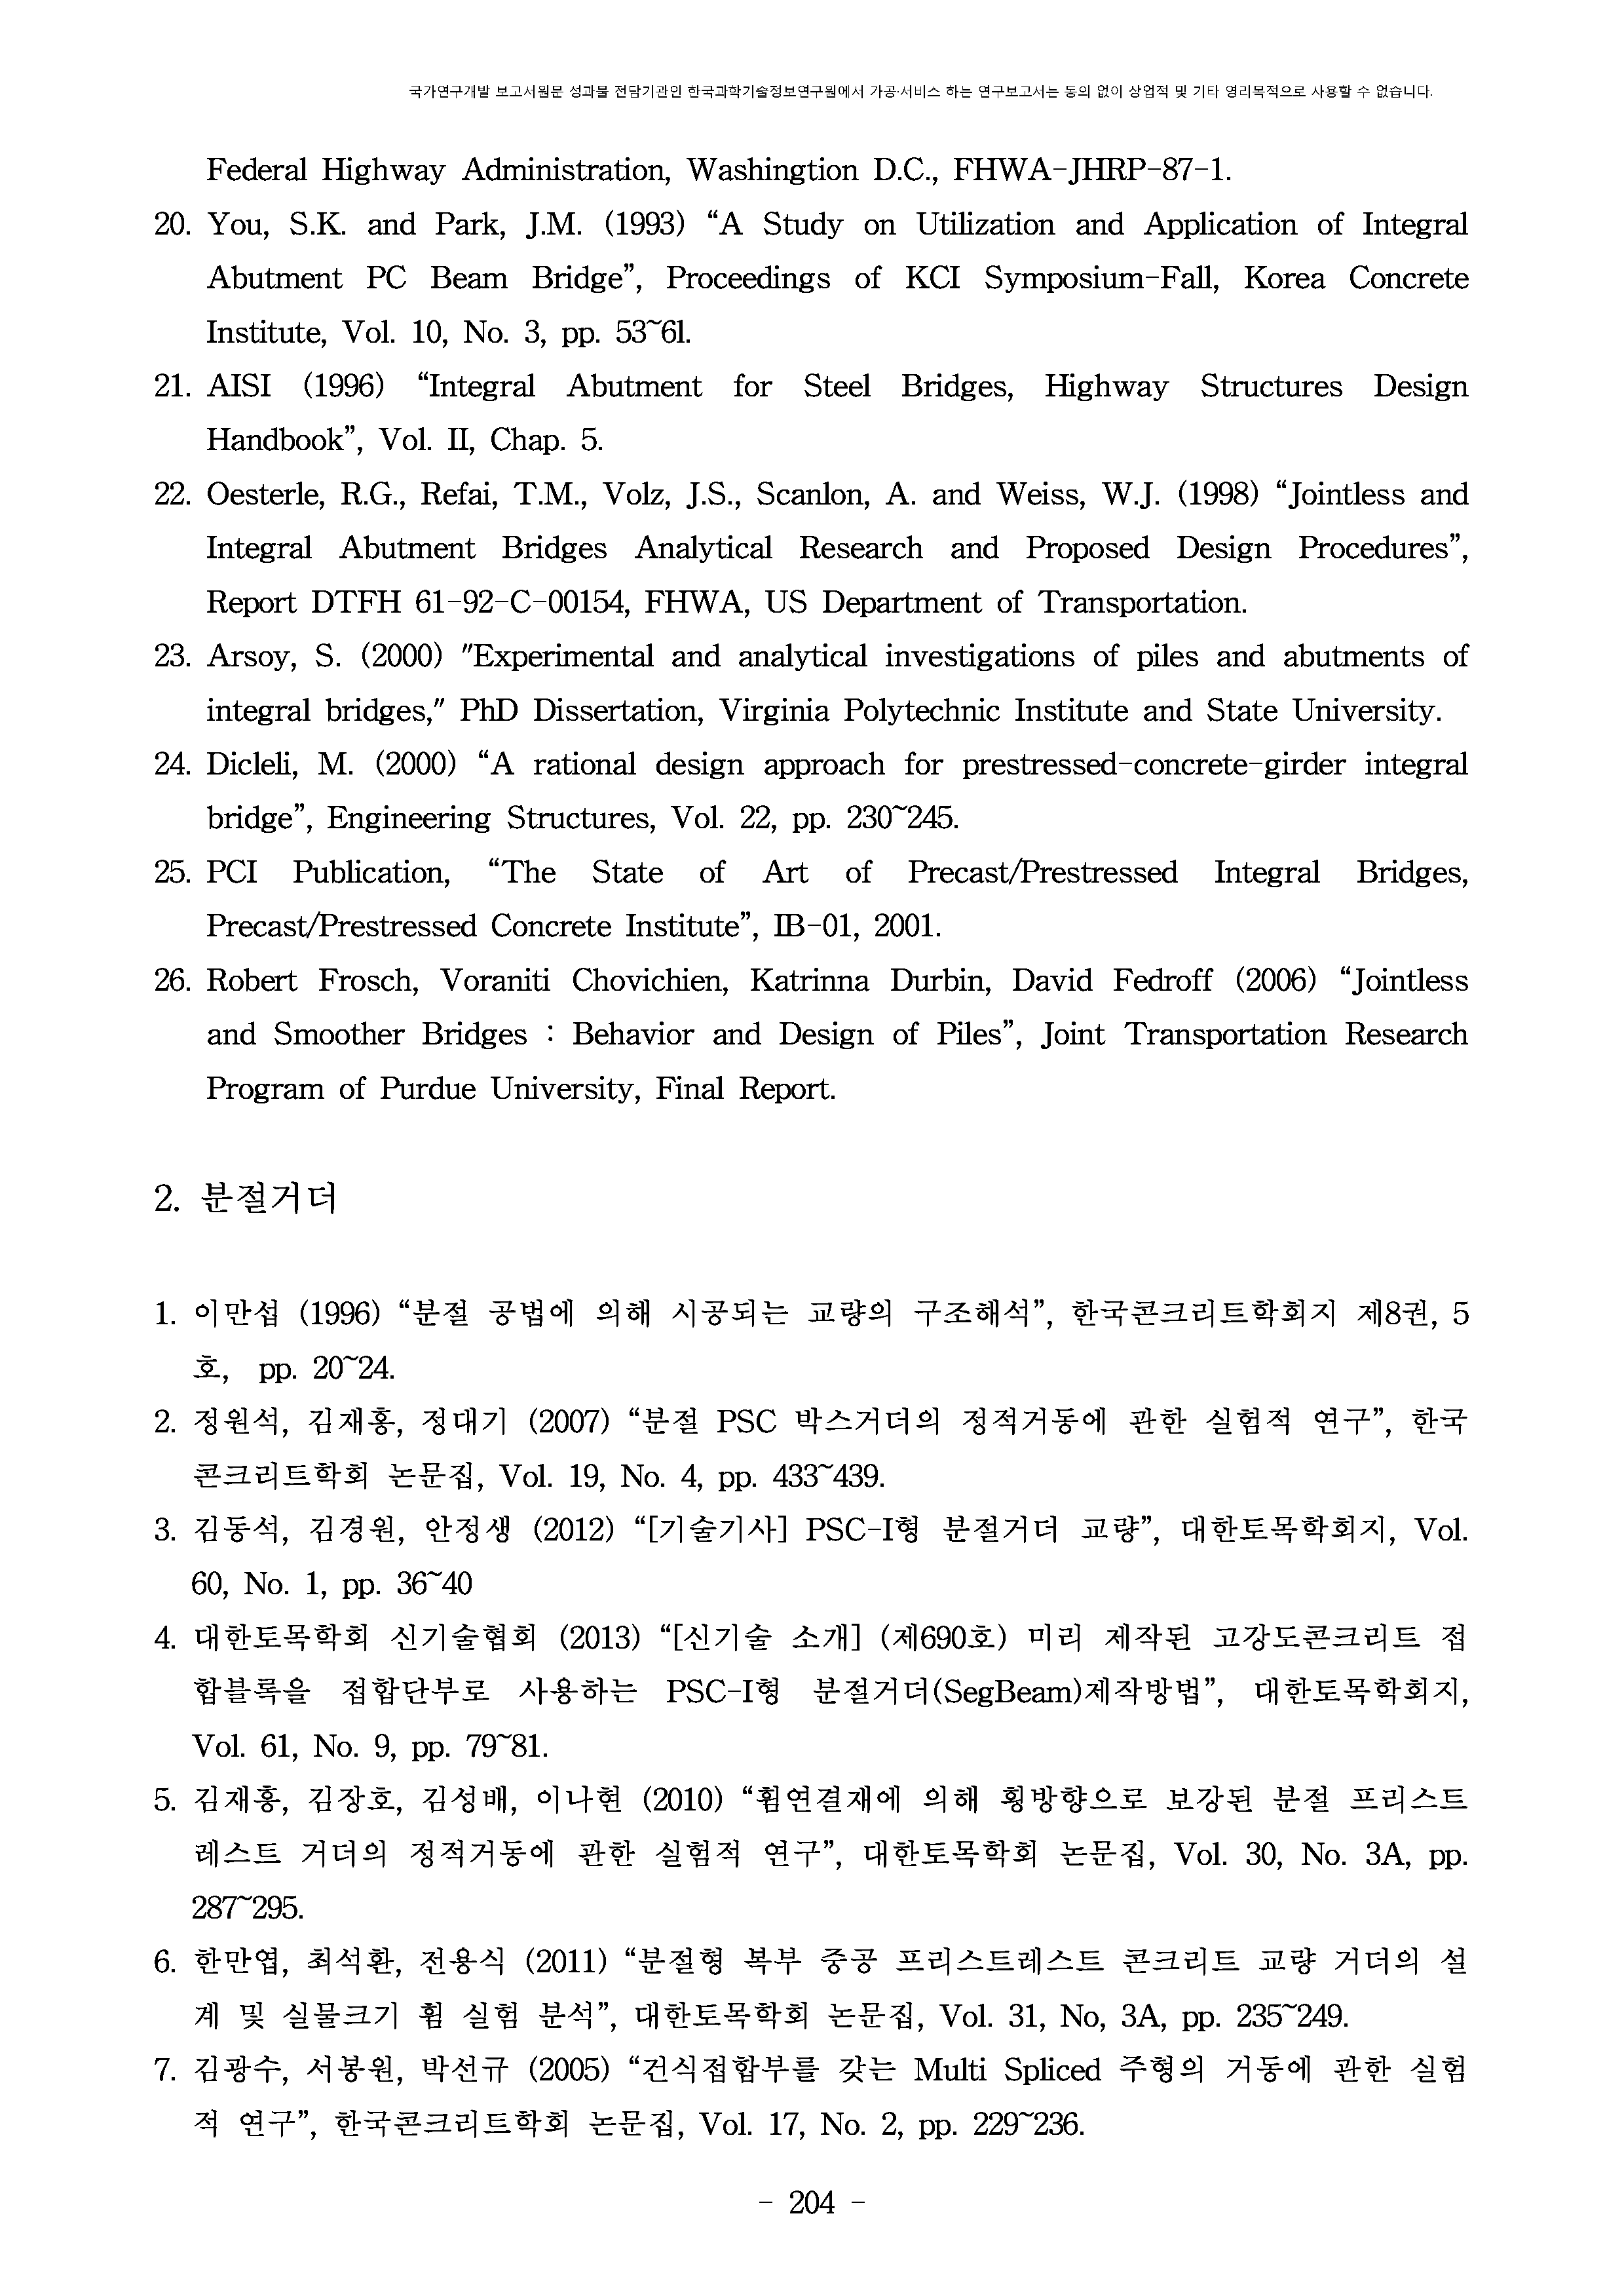 국가연구개발 보고서원문 성과물 전담기관인 한국과학기술정보연구원에서 가공·서비스 하는 연구보고서는 동의 없이 상업적 및 기타 영리목적으로 사용할 수 없습니다.
Federal Highway Administration, Washingtion D.C., FHWA-JHRP-87-1.
20. You, S.K. and Park, J.M. (1993) “A Study on Utilization and Application of Integral
Abutment PC Beam Bridge”, Proceedings of KCI Symposium-Fall, Korea Concrete
Institute, Vol. 10, No. 3, pp. 53~61.
21. AISI (1996) “Integral Abutment for Steel Bridges, Highway Structures Design
Handbook”, Vol. II, Chap. 5.
22. Oesterle, R.G., Refai, T.M., Volz, J.S., Scanlon, A. and Weiss, W.J. (1998) “Jointless and
Integral Abutment Bridges Analytical Research and Proposed Design Procedures”,
Report DTFH 61-92-C-00154, FHWA, US Department of Transportation.
23. Arsoy, S. (2000) "Experimental and analytical investigations of piles and abutments of
integral bridges," PhD Dissertation, Virginia Polytechnic Institute and State University.
24. Dicleli, M. (2000) “A rational design approach for prestressed-concrete-girder integral
bridge”, Engineering Structures, Vol. 22, pp. 230~245.
25. PCI Publication, “The State of Art of Precast/Prestressed Integral Bridges,
Precast/Prestressed Concrete Institute”, IB-01, 2001.
26. Robert Frosch, Voraniti Chovichien, Katrinna Durbin, David Fedroff (2006) “Jointless
and Smoother Bridges : Behavior and Design of Piles”, Joint Transportation Research
Program of Purdue University, Final Report.
2. 분절거더
1. 이만섭 (1996) “분절 공법에 의해 시공되는 교량의 구조해석”, 한국콘크리트학회지 제8권, 5
호, pp. 20~24.
2. 정원석, 김재홍, 정대기 (2007) “분절 PSC 박스거더의 정적거동에 관한 실험적 연구”, 한국
콘크리트학회 논문집, Vol. 19, No. 4, pp. 433~439.
3. 김동석, 김경원, 안정생 (2012) “[기술기사] PSC-I형 분절거더 교량”, 대한토목학회지, Vol.
60, No. 1, pp. 36~40
4. 대한토목학회 신기술협회 (2013) “[신기술 소개] (제690호) 미리 제작된 고강도콘크리트 접
합블록을 접합단부로 사용하는 PSC-I형 분절거더(SegBeam)제작방법”, 대한토목학회지,
Vol. 61, No. 9, pp. 79~81.
5. 김재흥, 김장호, 김성배, 이나현 (2010) “휨연결재에 의해 횡방향으로 보강된 분절 프리스트
레스트 거더의 정적거동에 관한 실험적 연구”, 대한토목학회 논문집, Vol. 30, No. 3A, pp.
287~295.
6. 한만엽, 최석환, 전용식 (2011) “분절형 복부 중공 프리스트레스트 콘크리트 교량 거더의 설
계 및 실물크기 휨 실험 분석”, 대한토목학회 논문집, Vol. 31, No, 3A, pp. 235~249.
7. 김광수, 서봉원, 박선규 (2005) “건식접합부를 갖는 Multi Spliced 주형의 거동에 관한 실험
적 연구”, 한국콘크리트학회 논문집, Vol. 17, No. 2, pp. 229~236.
- 204 -